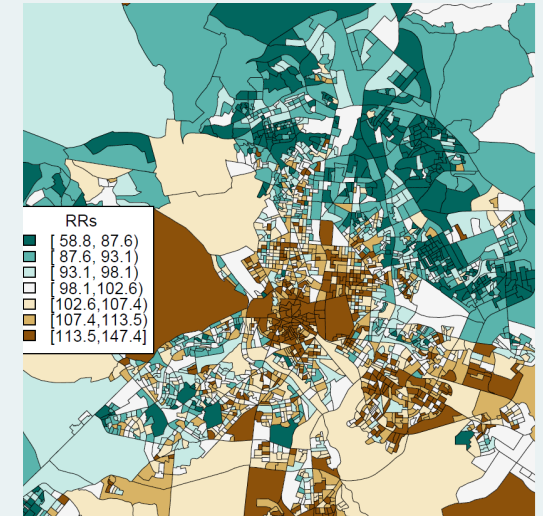 RRs
[ 58.8, 87.6)
[ 87.6, 93.1)
[ 93.1, 98.1)
[ 98.1,102.6)
[102.6,107.4)
[107.4,113.5)
[113.5,147.4]